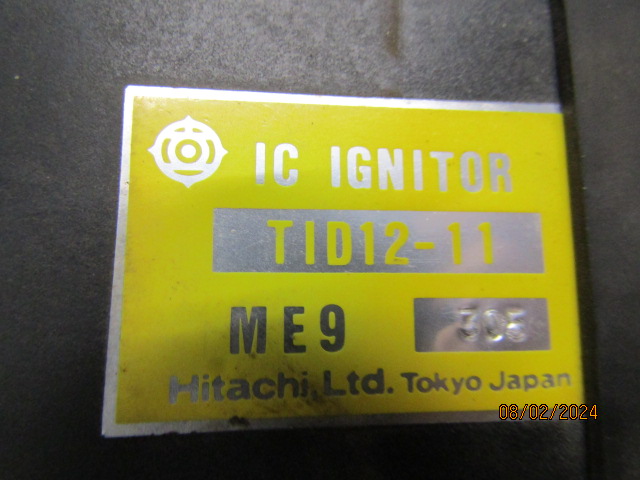 IC IGNITOR
TID12-11
ME9 305
Hitachi, Ltd. Tokyo Japan
08/02/2024